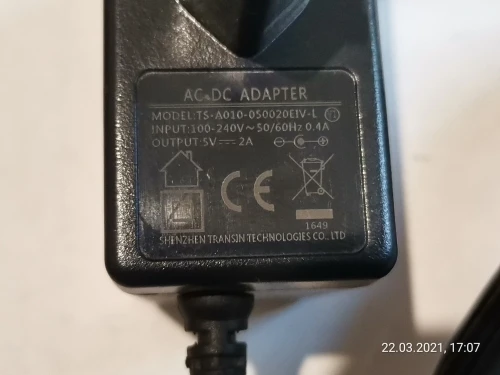 AC-DC ADAPTER
MODEL:TS-A010-050020EIV-L
INPUT:100-240V～50/60Hz 0.4A
OUTPUT:5V⎓2A
CE
1649
SHENZHEN TRANSIN TECHNOLOGIES CO., LTD
22.03.2021, 17:07